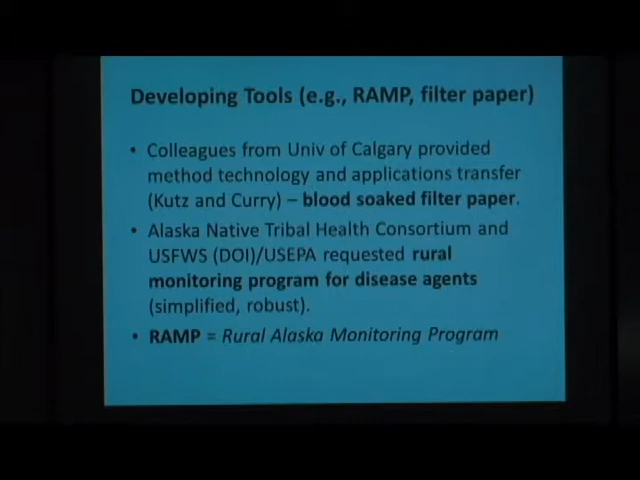 Developing Tools (e.g., RAMP, filter paper)
• Colleagues from Univ of Calgary provided
method technology and applications transfer
(Kutz and Curry) – blood soaked filter paper.
• Alaska Native Tribal Health Consortium and
USFWS (DOI)/USEPA requested rural
monitoring program for disease agents
(simplified, robust).
• RAMP = Rural Alaska Monitoring Program